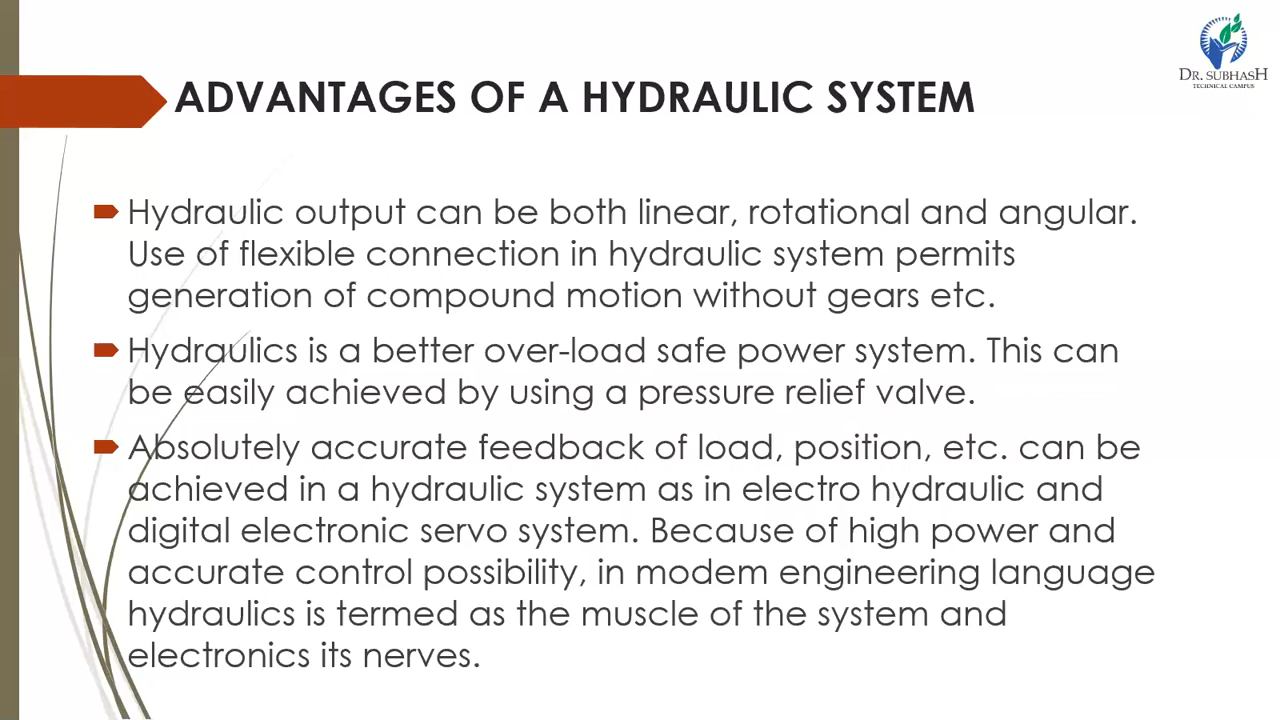 DR. SUBHASH
TECHNICAL CAMPUS
ADVANTAGES OF A HYDRAULIC SYSTEM
Hydraulic output can be both linear, rotational and angular.
Use of flexible connection in hydraulic system permits
generation of compound motion without gears etc.
Hydraulics is a better over-load safe power system. This can
be easily achieved by using a pressure relief valve.
Absolutely accurate feedback of load, position, etc. can be
achieved in a hydraulic system as in electro hydraulic and
digital electronic servo system. Because of high power and
accurate control possibility, in modem engineering language
hydraulics is termed as the muscle of the system and
electronics its nerves.